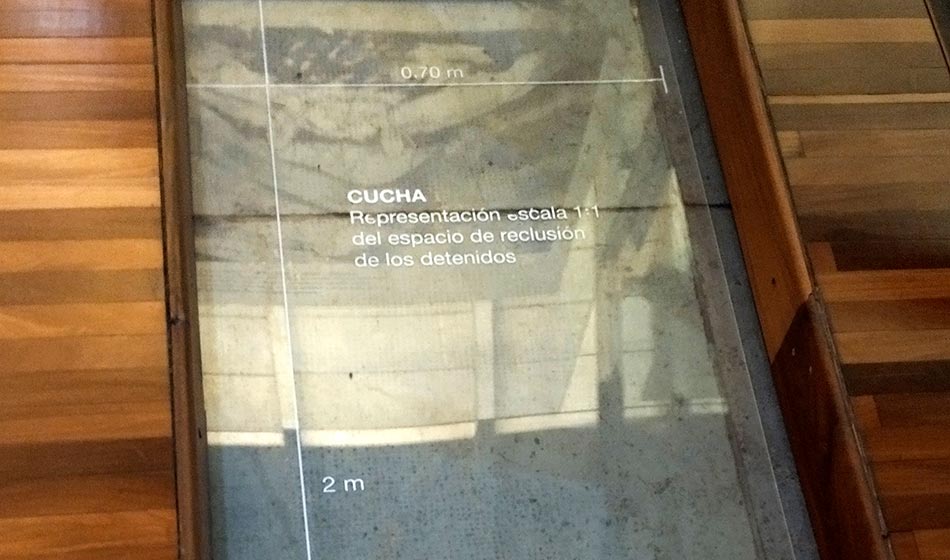 0.70 m
CUCHA
Representación escala 1:1
del espacio de reclusión
de los detenidos
2 m